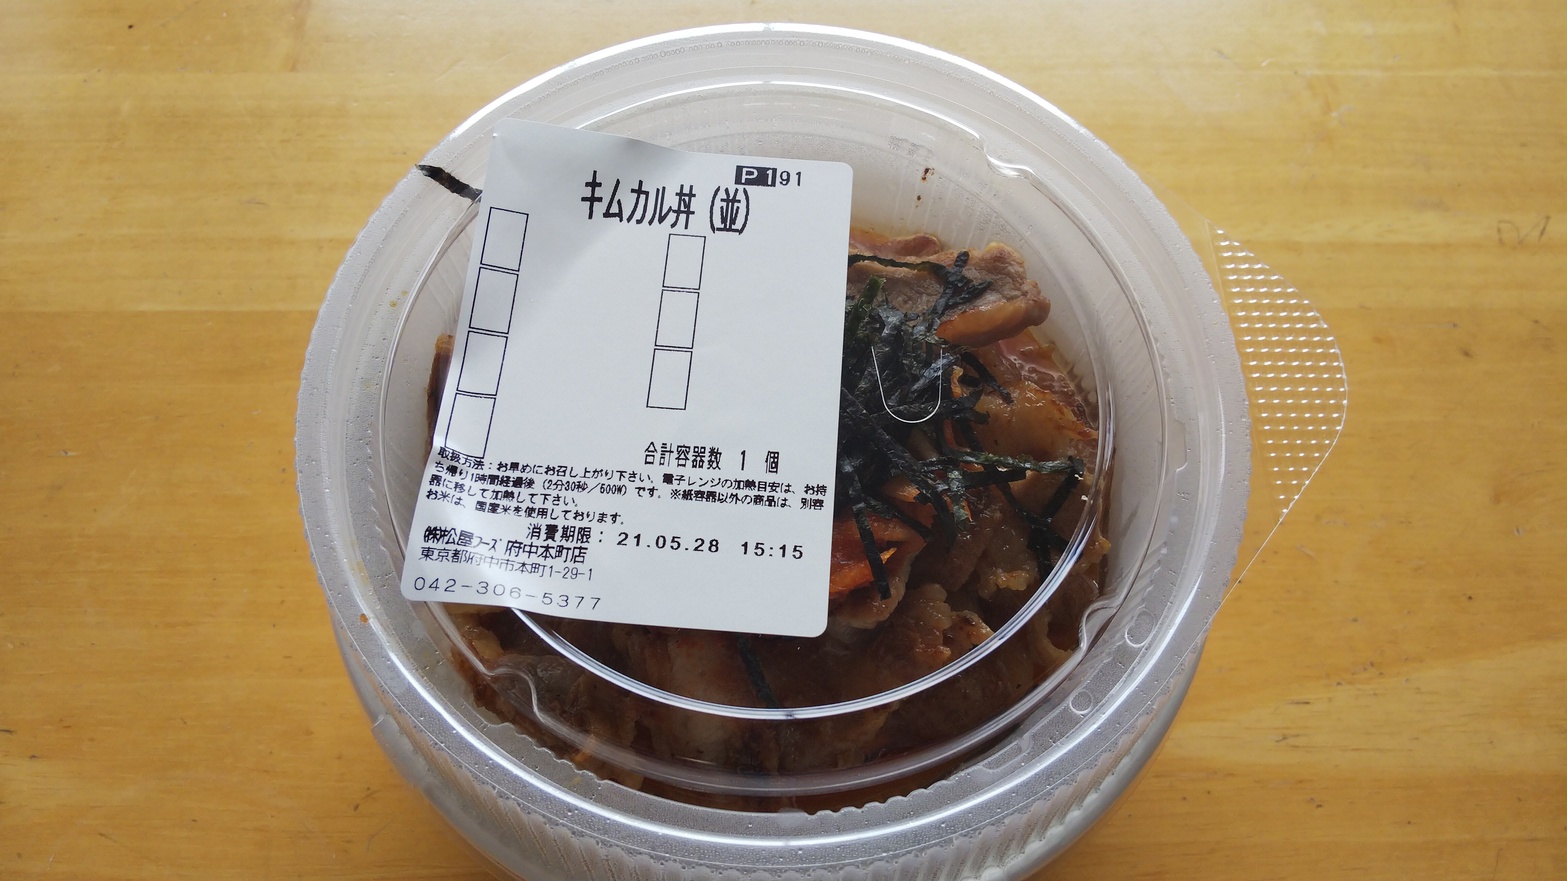 P 191
キムカル丼 (並)
合計容器数 1 個
取扱方法：お早めにお召し上がり下さい。電子レンジの加熱目安は、お持
ち帰り1時間経過後（2分30秒／500W）です。※紙容器以外の商品は、別容
器に移して加熱して下さい。
お米は、国産米を使用しております。
消費期限：21.05.28 15:15
㈱松屋フーズ 府中本町店
東京都府中市本町1-29-1
042-306-5377